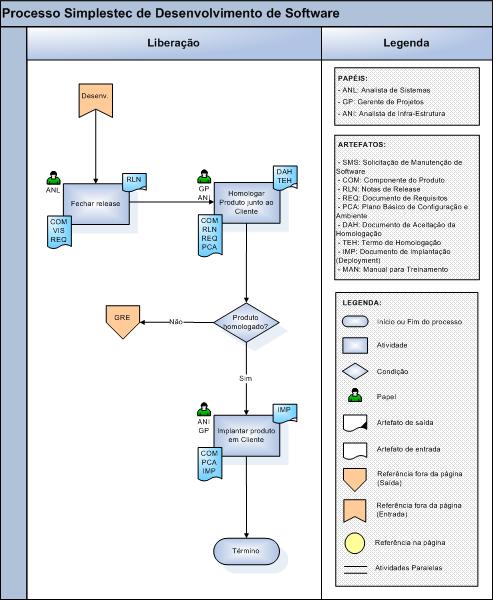 Processo Simplestec de Desenvolvimento de Software
Liberação
Legenda
Desenv.
ANL
RLN
Fechar release
COM
VIS
REQ
GP
ANI
DAH
TEH
Homologar
Produto junto ao
Cliente
COM
RLN
REQ
PCA
GRE
Não
Produto
homologado?
Sim
ANI
GP
IMP
Implantar produto
em Cliente
COM
PCA
IMP
Término
PAPÉIS:
- ANL: Analista de Sistemas
- GP: Gerente de Projetos
- ANI: Analista de Infra-Estrutura
ARTEFATOS:
- SMS: Solicitação de Manutenção de
Software
- COM: Componente do Produto
- RLN: Notas de Release
- REQ: Documento de Requisitos
- PCA: Plano Básico de Configuração e
Ambiente
- DAH: Documento de Aceitação da
Homologação
- TEH: Termo de Homologação
- IMP: Documento de Implantação
(Deployment)
- MAN: Manual para Treinamento
LEGENDA:
Início ou Fim do processo
Atividade
Condição
Papel
Artefato de saída
Artefato de entrada
Referência fora da página
(Saída)
Referência fora da página
(Entrada)
Referência na página
Atividades Paralelas